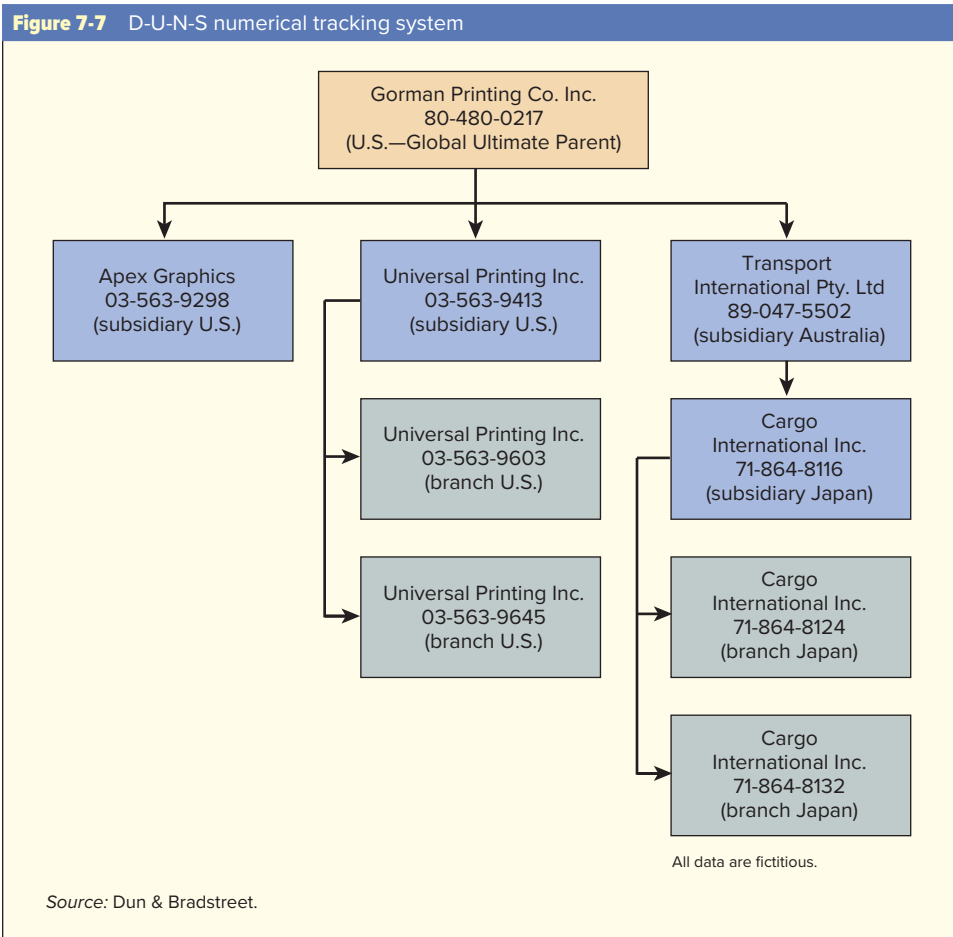 Figure 7-7 D-U-N-S numerical tracking system
Gorman Printing Co. Inc.
80-480-0217
(U.S.—Global Ultimate Parent)
Apex Graphics
03-563-9298
(subsidiary U.S.)
Universal Printing Inc.
03-563-9413
(subsidiary U.S.)
Transport
International Pty. Ltd
89-047-5502
(subsidiary Australia)
Universal Printing Inc.
03-563-9603
(branch U.S.)
Cargo
International Inc.
71-864-8116
(subsidiary Japan)
Universal Printing Inc.
03-563-9645
(branch U.S.)
Cargo
International Inc.
71-864-8124
(branch Japan)
Cargo
International Inc.
71-864-8132
(branch Japan)
All data are fictitious.
Source: Dun & Bradstreet.